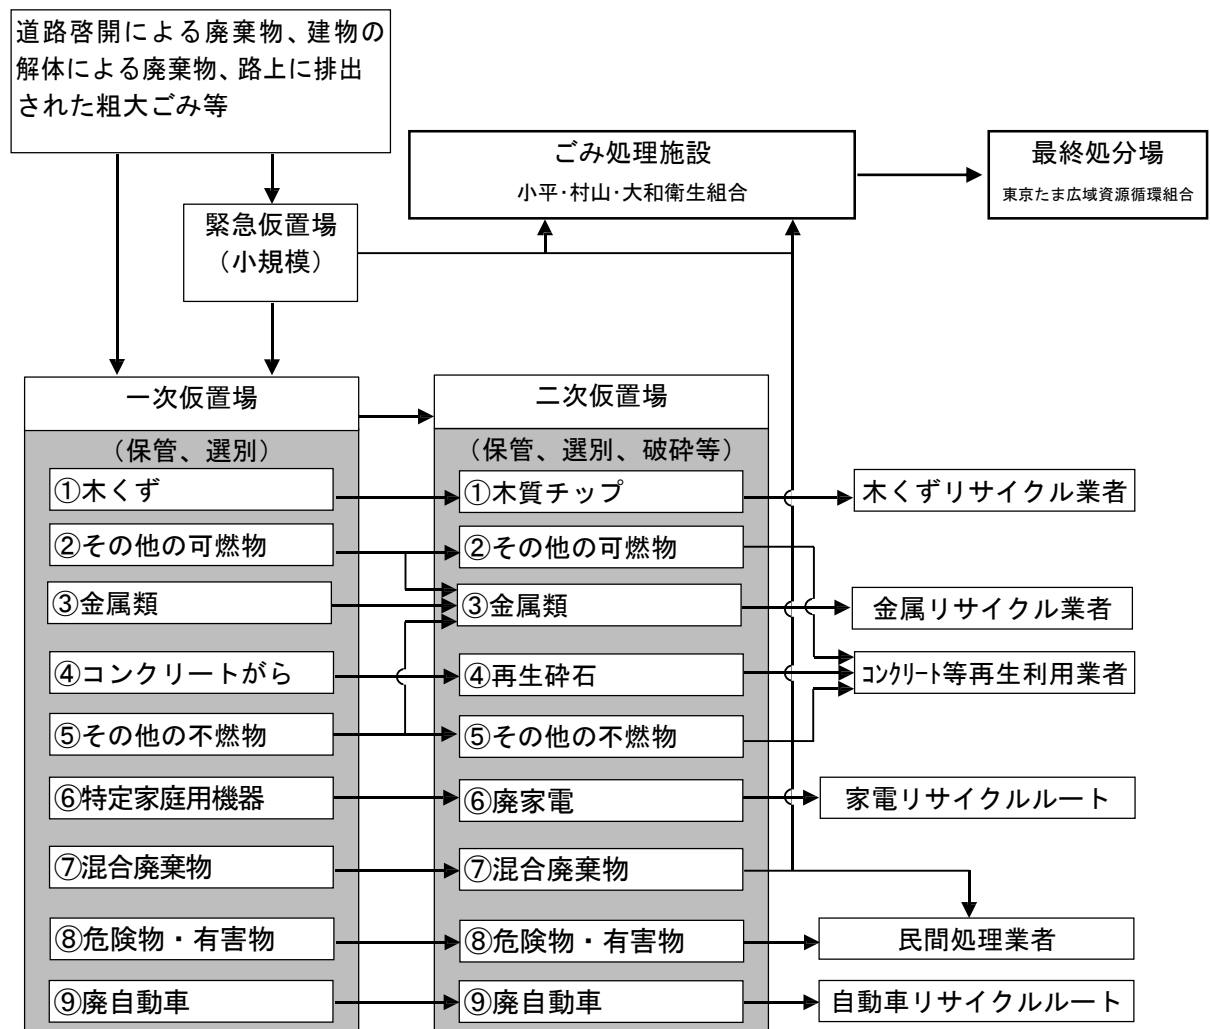 道路啓開による廃棄物、建物の
解体による廃棄物、路上に排出
された粗大ごみ等
ごみ処理施設
小平・村山・大和衛生組合
最終処分場
東京たま広域資源循環組合
緊急仮置場
（小規模）
一次仮置場
（保管、選別）
①木くず
②その他の可燃物
③金属類
④コンクリートがら
⑤その他の不燃物
⑥特定家庭用機器
⑦混合廃棄物
⑧危険物・有害物
⑨廃自動車
二次仮置場
（保管、選別、破砕等）
①木質チップ
②その他の可燃物
③金属類
④再生砕石
⑤その他の不燃物
⑥廃家電
⑦混合廃棄物
⑧危険物・有害物
⑨廃自動車
木くずリサイクル業者
金属リサイクル業者
ｺﾝｸﾘｰﾄ等再生利用業者
家電リサイクルルート
民間処理業者
自動車リサイクルルート